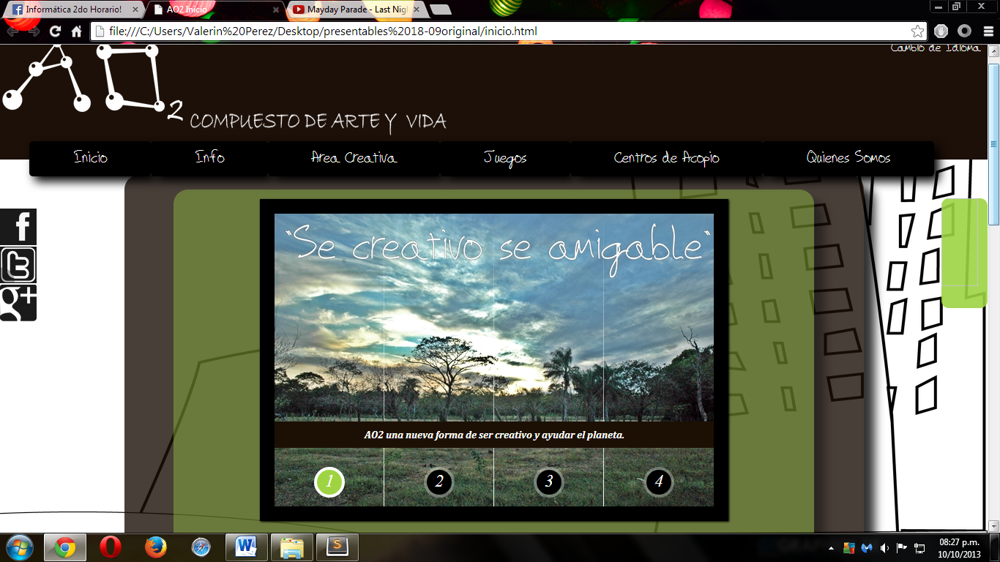 Informática 2do Horario!
AO2 Inicio
Mayday Parade - Last Nigl
file:///C:/Users/Valerin%20Perez/Desktop/presentables%2018-09original/inicio.html
Cambio de Idioma
AO2 COMPUESTO DE ARTE Y VIDA
Inicio
Info
Area Creativa
Juegos
Centros de Acopio
Quienes Somos
"Se creativo se amigable"
AO2 una nueva forma de ser creativo y ayudar el planeta.
1
2
3
4
08:27 p.m.
10/10/2013